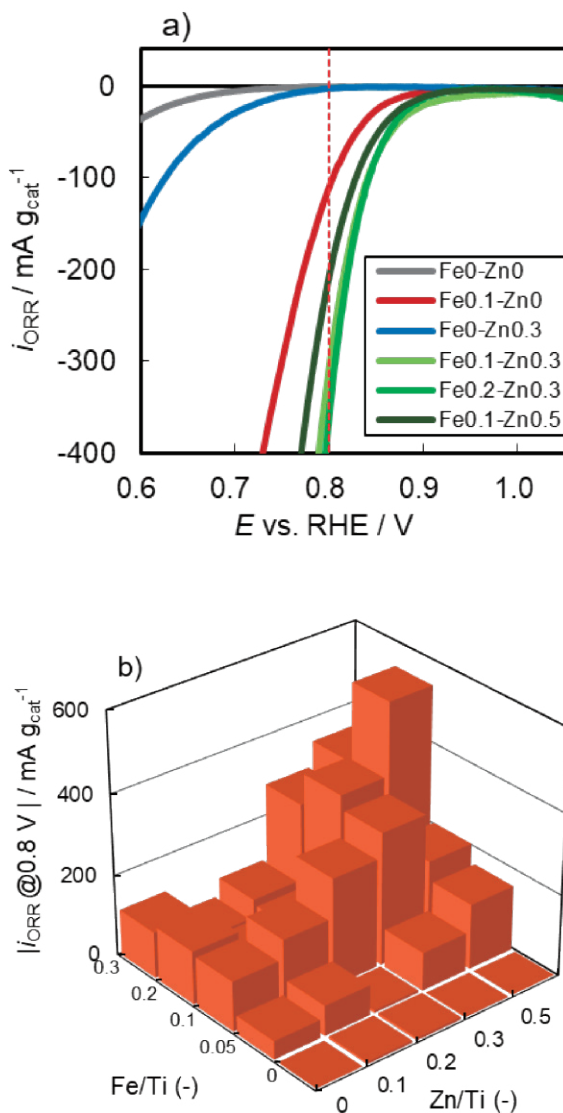 a)
0
-100
-200
-300
-400
i_ORR / mA g_cat^-1
Fe0-Zn0
Fe0.1-Zn0
Fe0-Zn0.3
Fe0.1-Zn0.3
Fe0.2-Zn0.3
Fe0.1-Zn0.5
0.6 0.7 0.8 0.9 1.0
E vs. RHE / V
b)
600
400
200
0
|i_ORR @0.8 V | / mA g_cat^-1
0.3
0.2
0.1
0.05
0
Fe/Ti (-)
0
0.1
0.2
0.3
0.5
Zn/Ti (-)